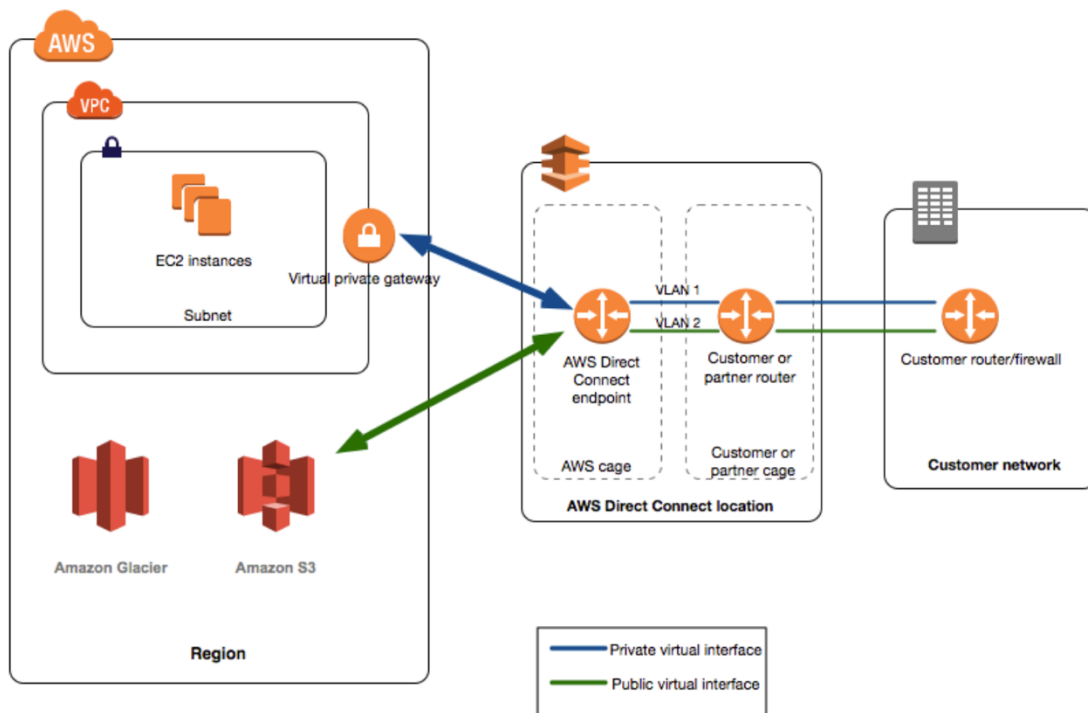 AWS
VPC
EC2 instances
Subnet
Virtual private gateway
Amazon Glacier
Amazon S3
Region
VLAN 1
VLAN 2
AWS Direct
Connect
endpoint
AWS cage
Customer or
partner router
Customer or
partner cage
AWS Direct Connect location
Customer router/firewall
Customer network
Private virtual interface
Public virtual interface